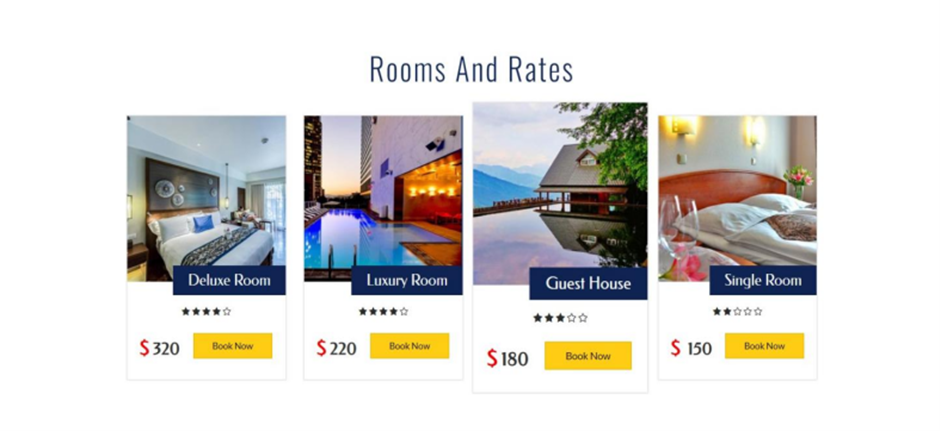 Rooms And Rates
Deluxe Room
$ 320
Book Now
Luxury Room
$ 220
Book Now
Guest House
$ 180
Book Now
Single Room
$ 150
Book Now